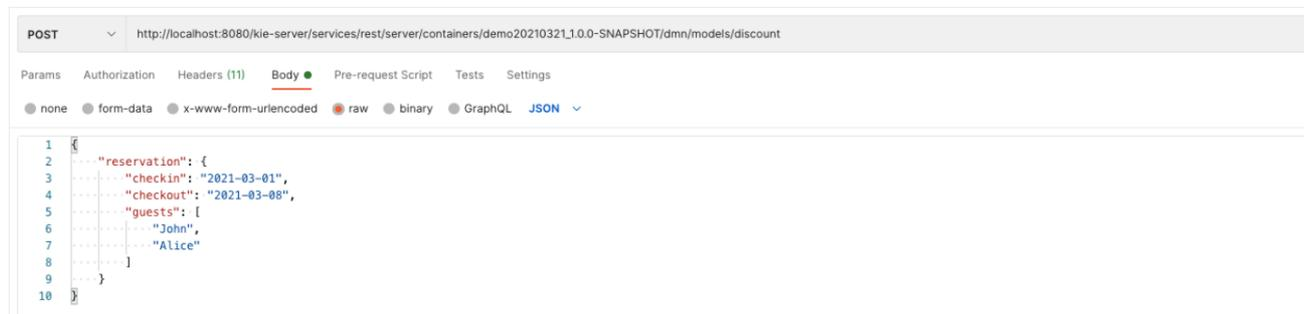 POST http://localhost:8080/kie-server/services/rest/server/containers/demo20210321_1.0.0-SNAPSHOT/dmn/models/discount
Params Authorization Headers (11) Body Pre-request Script Tests Settings
none form-data x-www-form-urlencoded raw binary GraphQL JSON
1 {
2 "reservation": {
3 "checkin": "2021-03-01",
4 "checkout": "2021-03-08",
5 "guests": [
6 "John",
7 "Alice"
8 ]
9 }
10 }